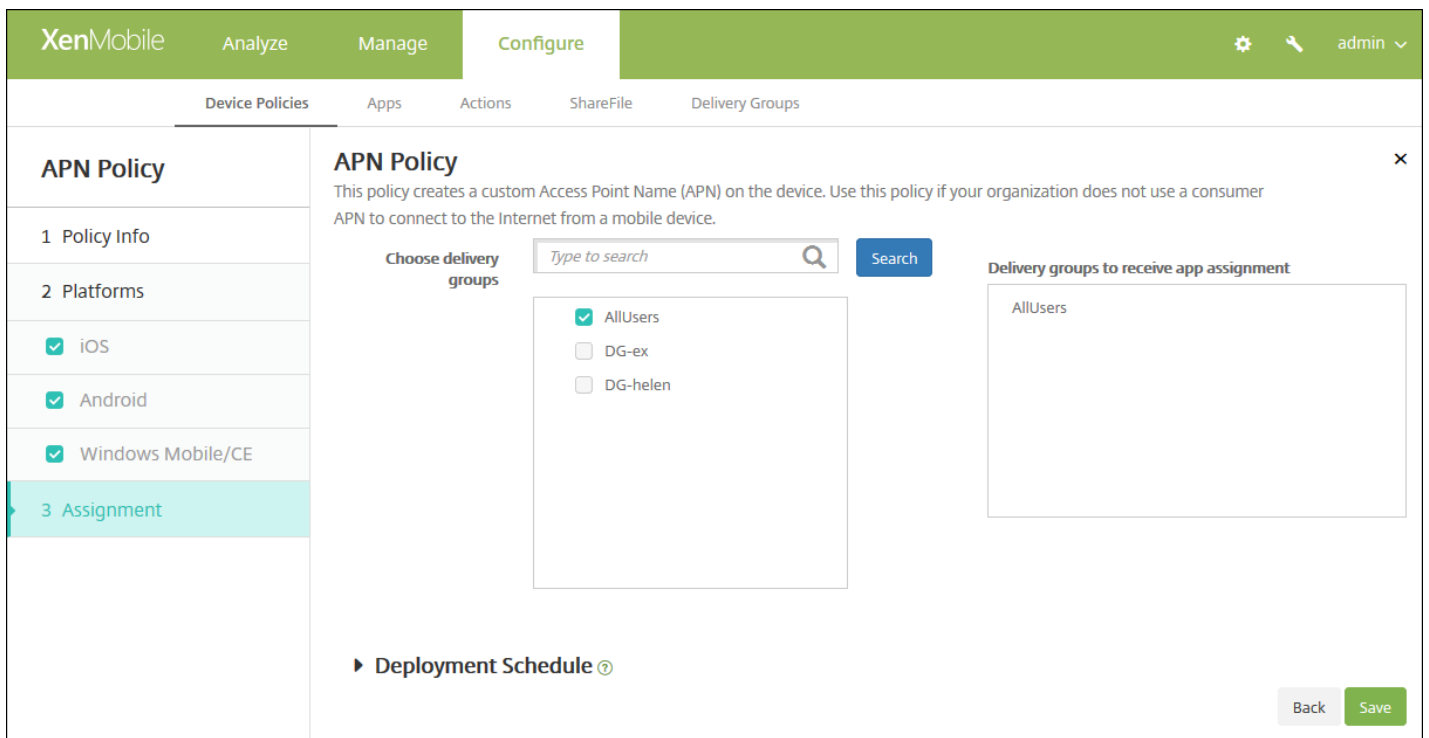 XenMobile Analyze Manage Configure admin
Device Policies Apps Actions ShareFile Delivery Groups
APN Policy
1 Policy Info
2 Platforms
iOS
Android
Windows Mobile/CE
3 Assignment
APN Policy
This policy creates a custom Access Point Name (APN) on the device. Use this policy if your organization does not use a consumer
APN to connect to the Internet from a mobile device.
Choose delivery
groups
Type to search
Search
AllUsers
DG-ex
DG-helen
Delivery groups to receive app assignment
AllUsers
Deployment Schedule ?
Back Save